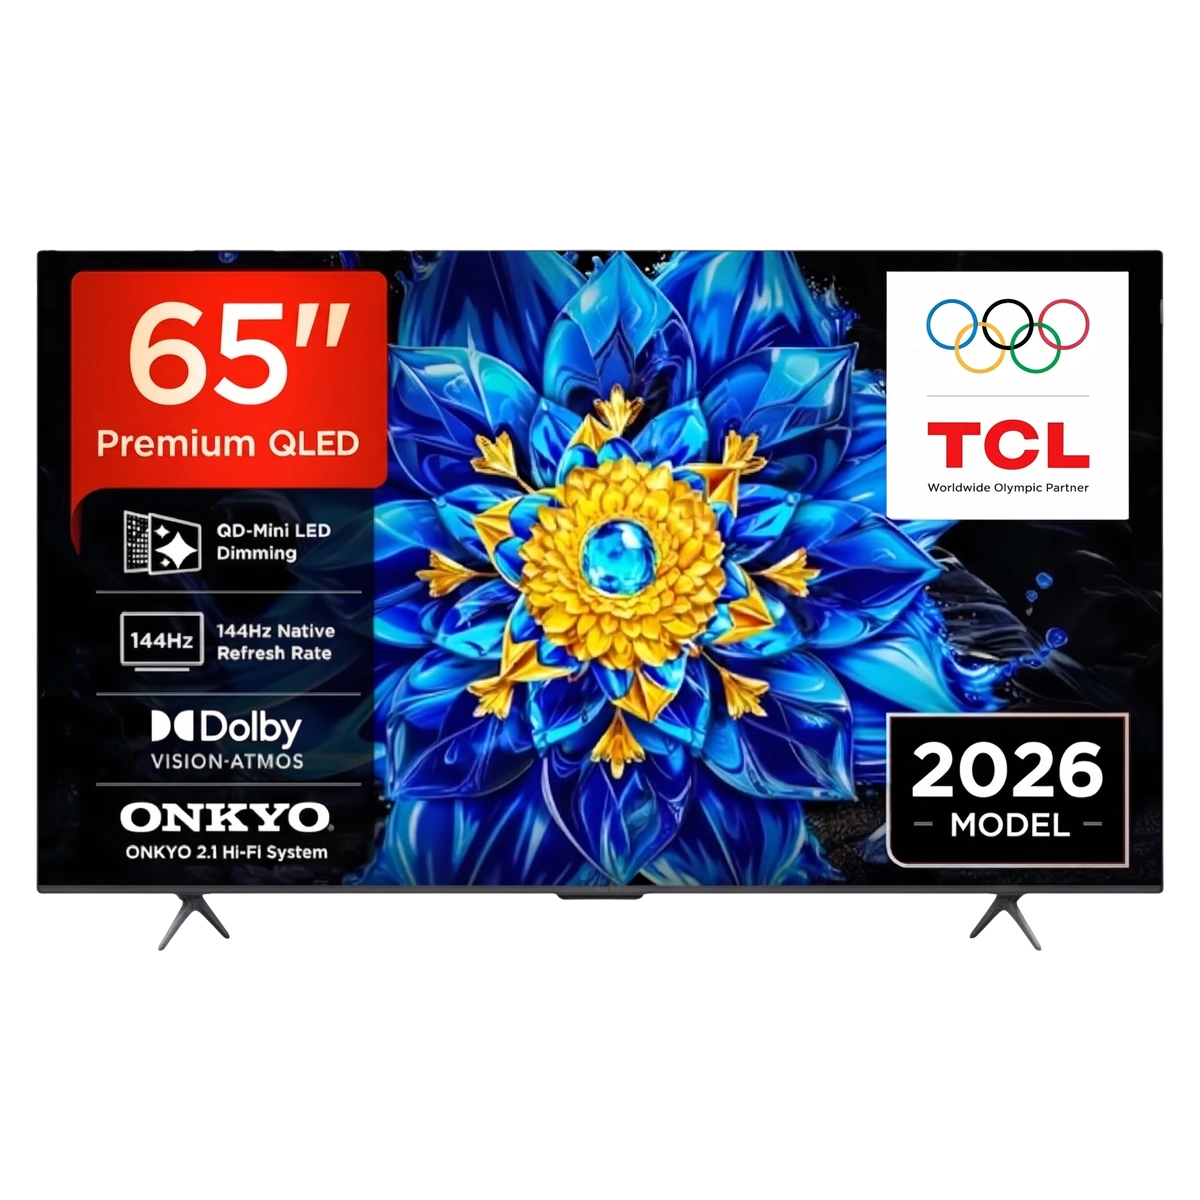 65"
Premium QLED
QD-Mini LED
Dimming
144Hz
144Hz Native
Refresh Rate
Dolby
VISION-ATMOS
ONKYO
ONKYO 2.1 Hi-Fi System
TCL
Worldwide Olympic Partner
2026
MODEL